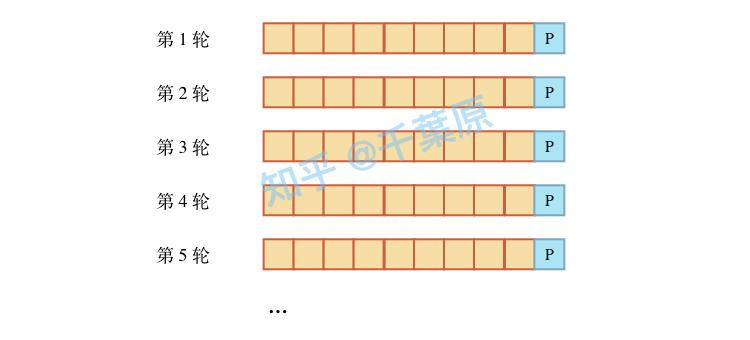 第 1 轮 P
第 2 轮 P
第 3 轮 P
第 4 轮 P
第 5 轮 P
...
知乎 @千葉原